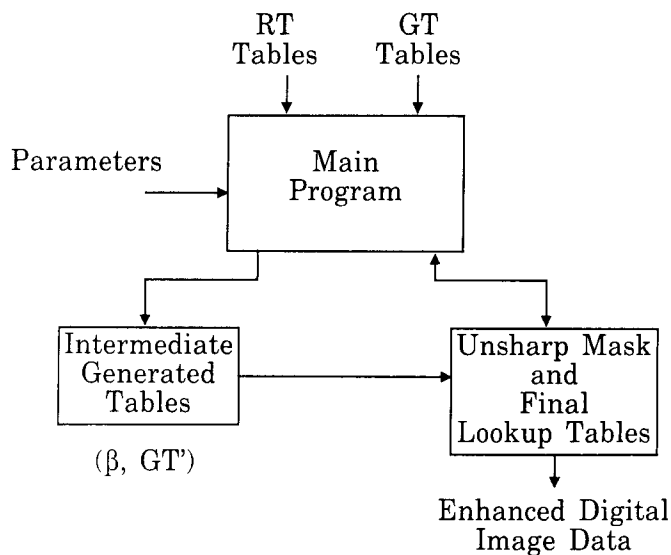 RT
Tables
GT
Tables
Parameters
Main
Program
Intermediate
Generated
Tables
(β, GT')
Unsharp Mask
and
Final
Lookup Tables
Enhanced Digital
Image Data